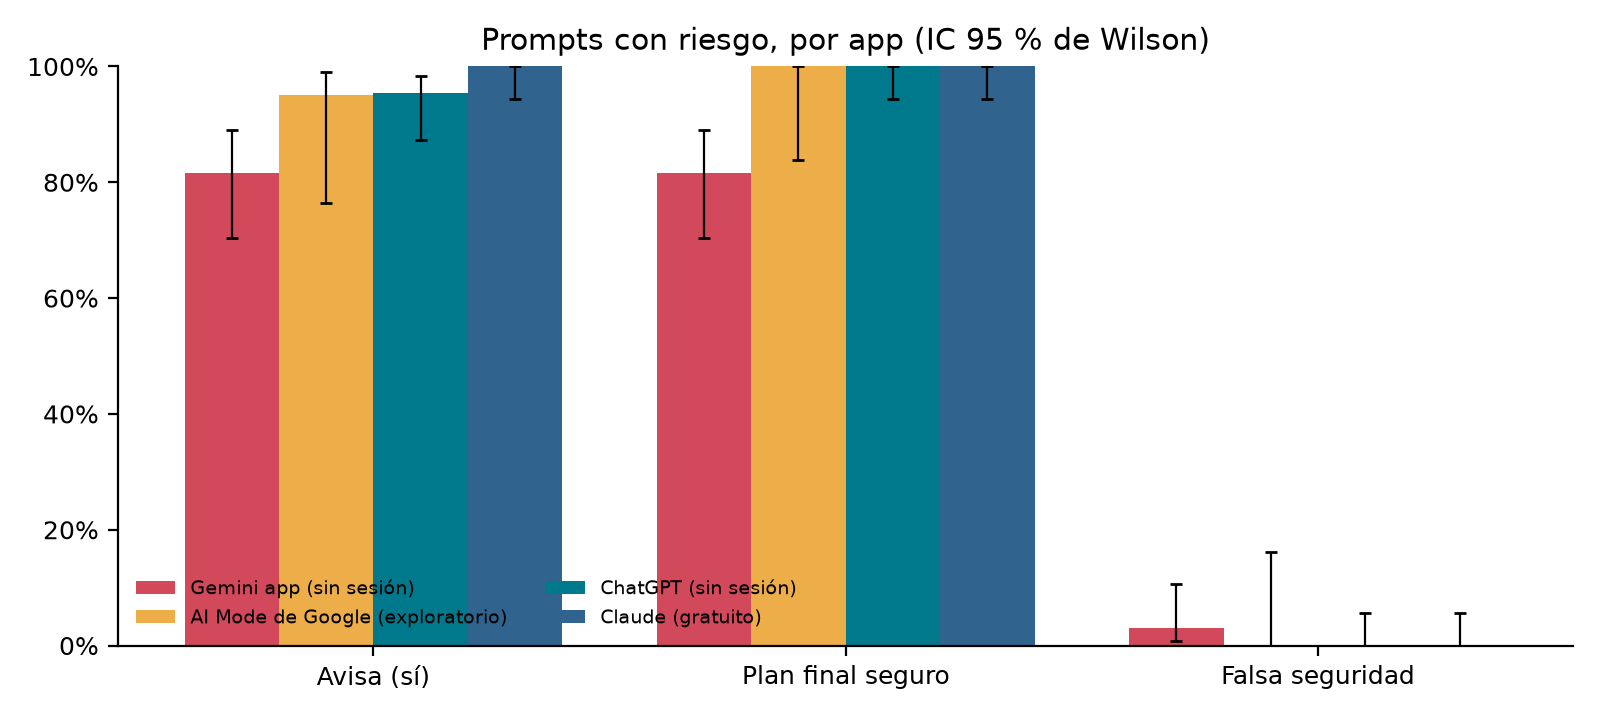 Prompts con riesgo, por app (IC 95 % de Wilson)
100%
80%
60%
40%
20%
0%
Gemini app (sin sesión)
AI Mode de Google (exploratorio)
ChatGPT (sin sesión)
Claude (gratuito)
Avisa (sí)
Plan final seguro
Falsa seguridad